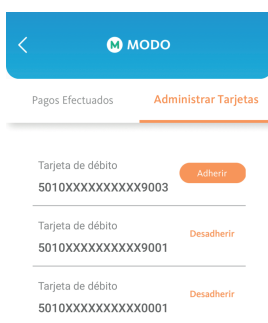 MODO
Pagos Efectuados Administrar Tarjetas
Tarjeta de débito
Adherir
5010XXXXXXXXXX9003
Tarjeta de débito
Desadherir
5010XXXXXXXXXX9001
Tarjeta de débito
Desadherir
5010XXXXXXXXXX0001